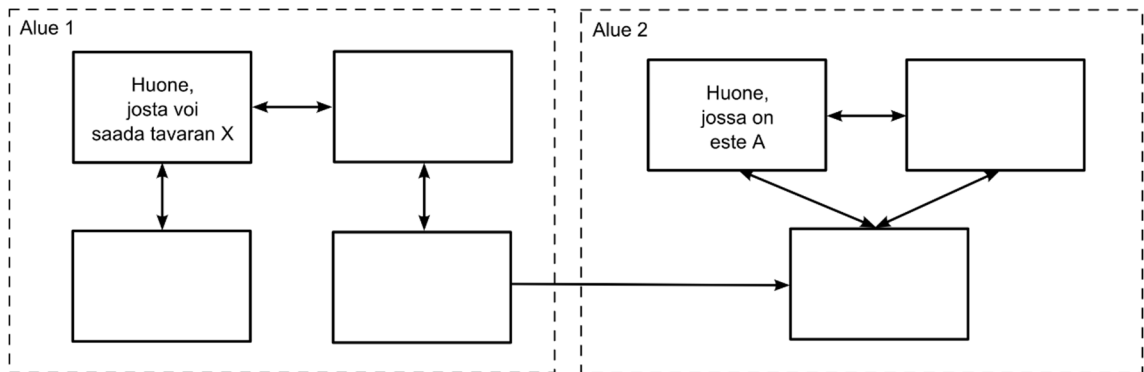 Alue 1
Huone,
josta voi
saada tavaran X
Alue 2
Huone,
jossa on
este A